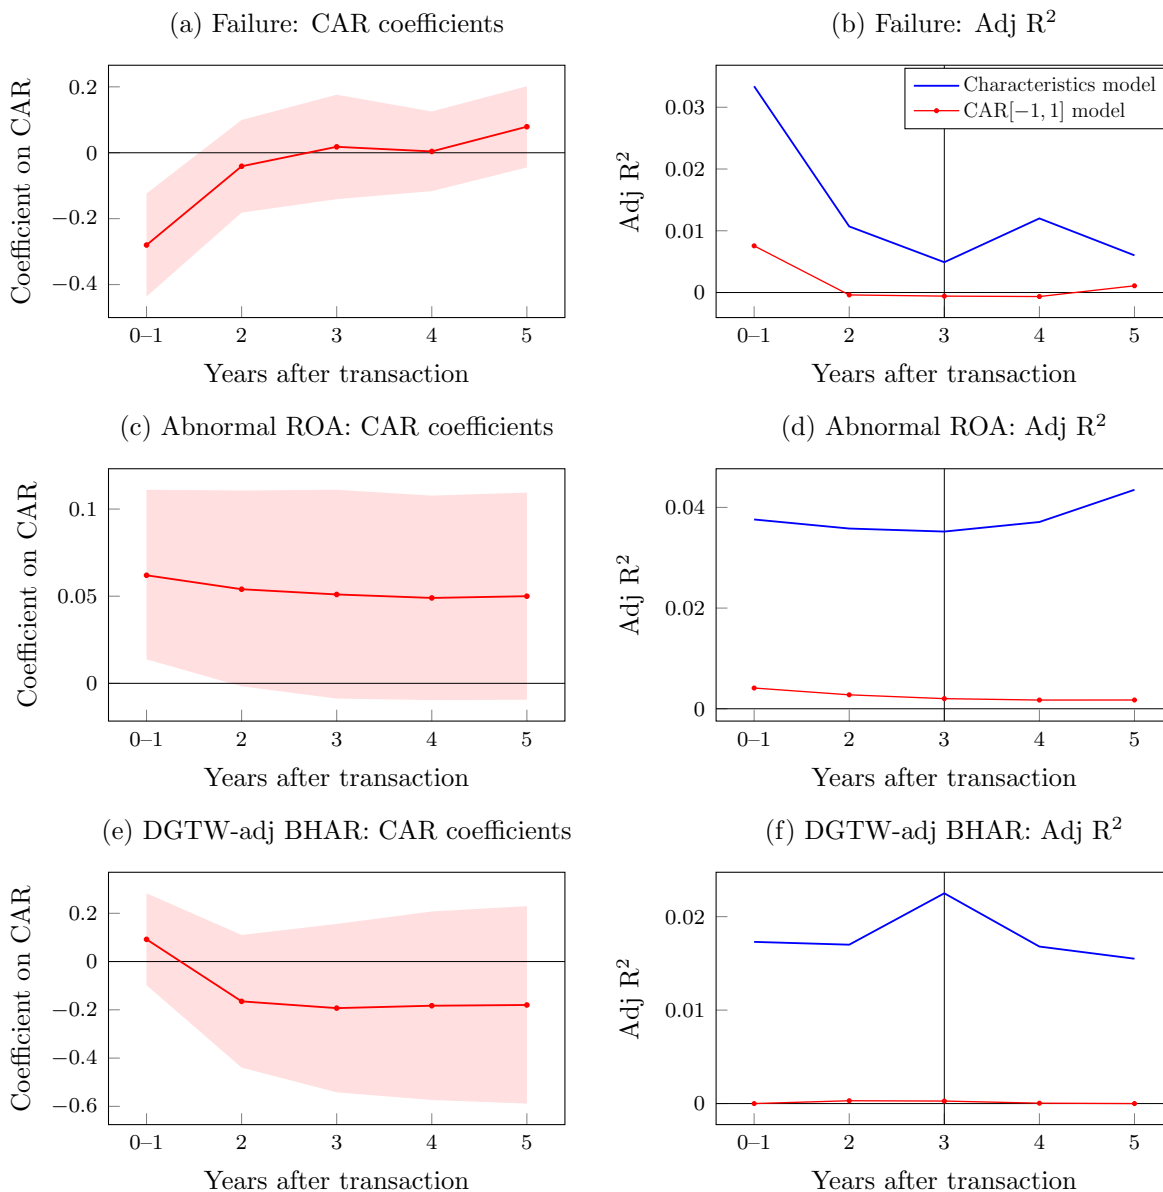 (a) Failure: CAR coefficients
Coefficient on CAR
0.2
0
−0.2
−0.4
0–1 2 3 4 5
Years after transaction
(b) Failure: Adj R²
Adj R²
0.03
0.02
0.01
0
Characteristics model
CAR[−1, 1] model
0–1 2 3 4 5
Years after transaction
(c) Abnormal ROA: CAR coefficients
Coefficient on CAR
0.1
0.05
0
0–1 2 3 4 5
Years after transaction
(d) Abnormal ROA: Adj R²
Adj R²
0.04
0.02
0
0–1 2 3 4 5
Years after transaction
(e) DGTW-adj BHAR: CAR coefficients
Coefficient on CAR
0.2
0
−0.2
−0.4
−0.6
0–1 2 3 4 5
Years after transaction
(f) DGTW-adj BHAR: Adj R²
Adj R²
0.02
0.01
0
0–1 2 3 4 5
Years after transaction